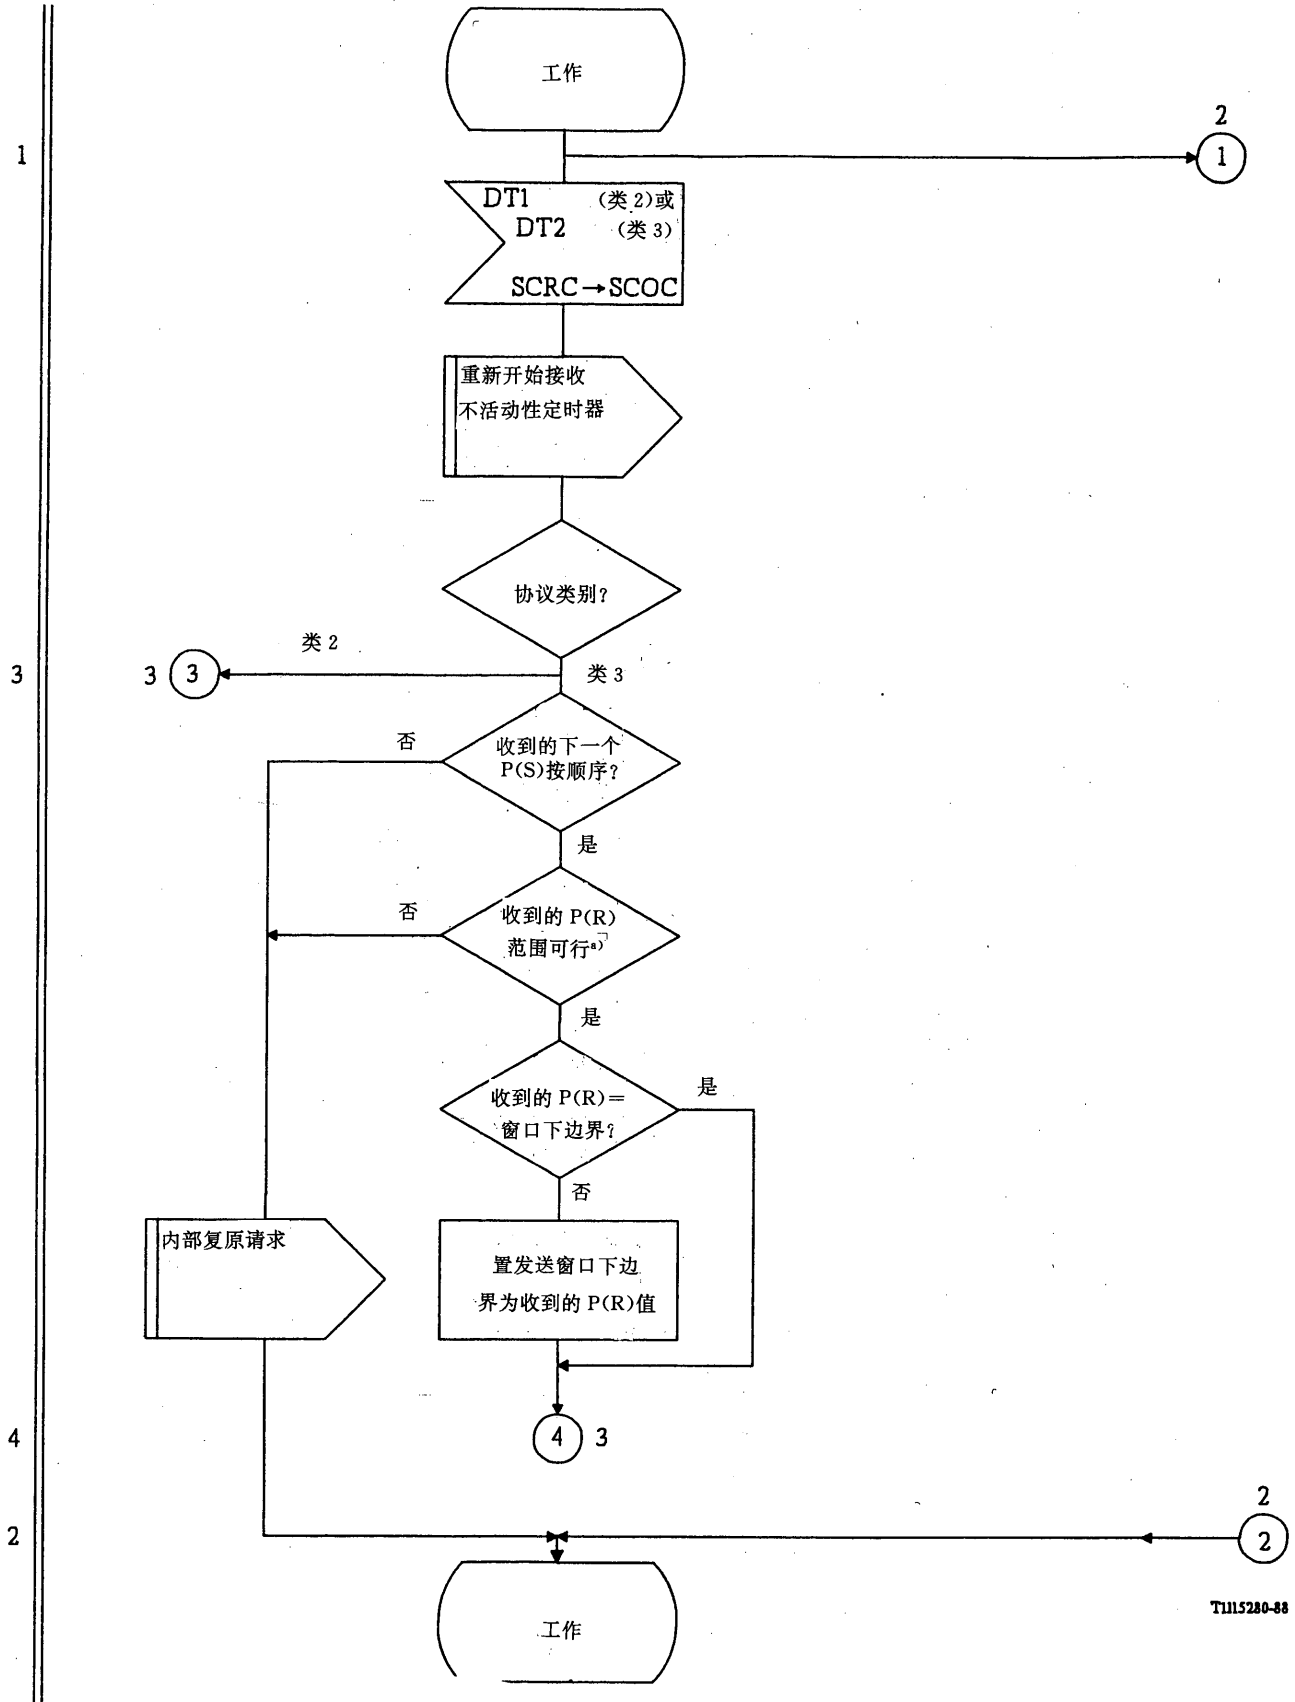 工作
2
1
1
DT1 (类 2)或
DT2 (类 3)
SCRC→SCOC
重新开始接收
不活动性定时器
协议类别?
类 2
3
3
3
类 3
否
收到的下一个
P(S)按顺序?
是
否
收到的 P(R)
范围可行a)
是
收到的 P(R)=
窗口下边界?
是
否
内部复原请求
置发送窗口下边
界为收到的 P(R)值
4
4
3
2
2
2
工作
T1115280-88